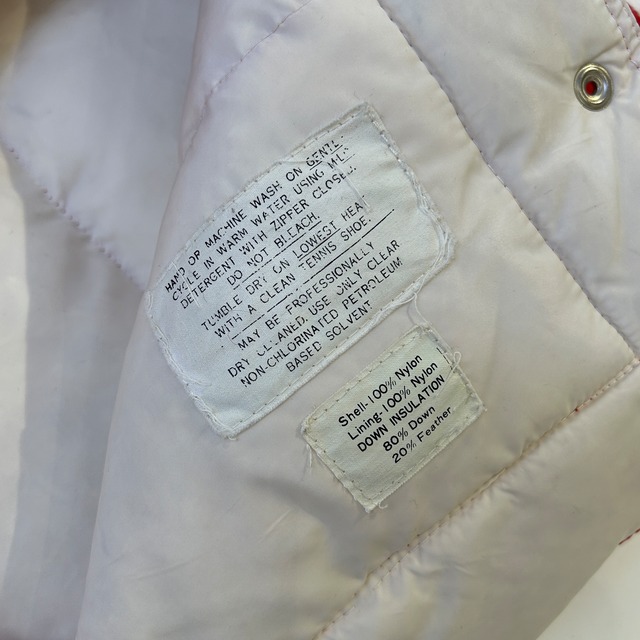 HAND OR MACHINE WASH ON GENTLE
CYCLE IN WARM WATER USING MILD
DETERGENT WITH ZIPPER CLOSED.
DO NOT BLEACH.
TUMBLE DRY ON LOWEST HEAT
WITH A CLEAN TENNIS SHOE.
MAY BE PROFESSIONALLY
DRY CLEANED. USE ONLY CLEAR
NON-CHLORINATED PETROLEUM
BASED SOLVENT
Shell: 100% Nylon
Lining: 100% Nylon
DOWN INSULATION
80% Down
20% Feather